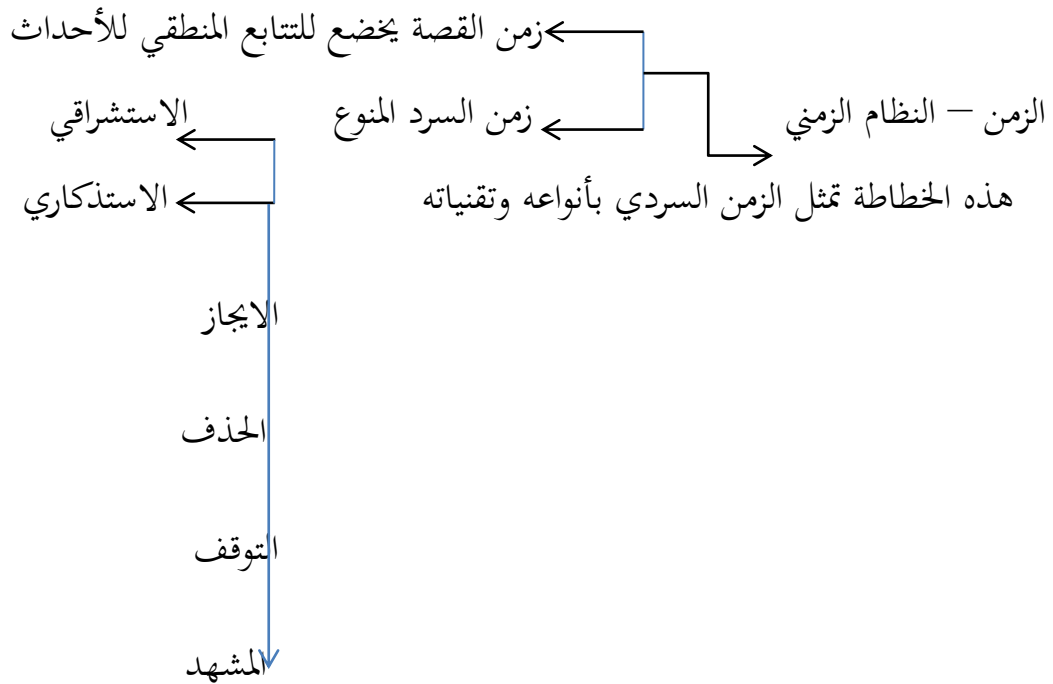 زمن القصة يخضع للتتابع المنطقي للأحداث
الزمن – النظام الزمني
زمن السرد المنوع
الاستشراقي
هذه الخطاطة تمثل الزمن السردي بأنواعه وتقنياته
الاستذكاري
الايجاز
الحذف
التوقف
المشهد